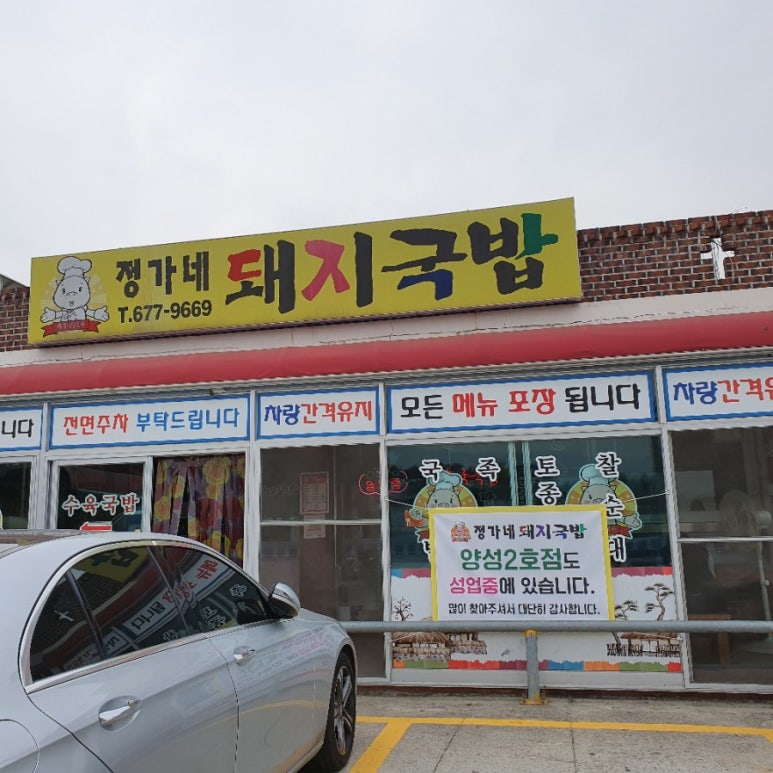 정가네 돼지국밥
T.677-9669
니다
전면주차 부탁드립니다
차량간격유지
모든 메뉴 포장 됩니다
차량간격유
수육국밥
국 족 토 찰
종 순
대
정가네 돼지국밥
양성2호점도
성업중에 있습니다.
많이 찾아주셔서 대단히 감사합니다.